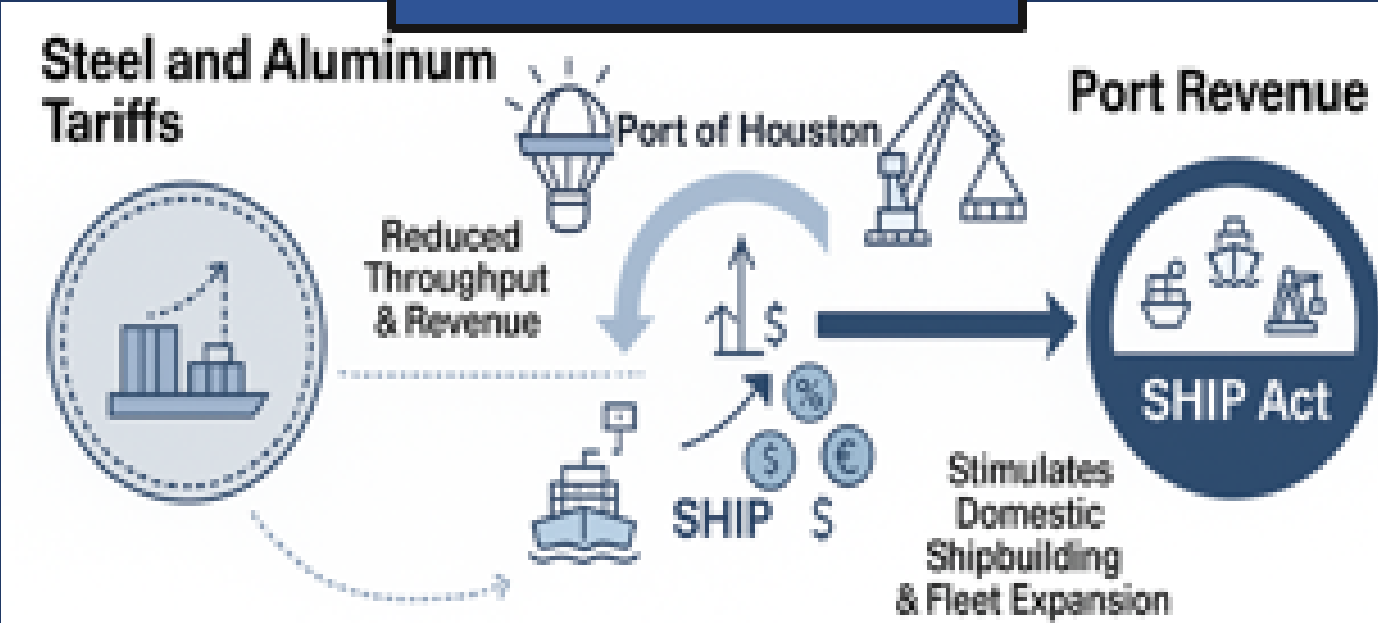 Steel and Aluminum
Tariffs
Port of Houston
Port Revenue
Reduced
Throughput
& Revenue
$
%
$
€
SHIP $
SHIP Act
Stimulates
Domestic
Shipbuilding
& Fleet Expansion